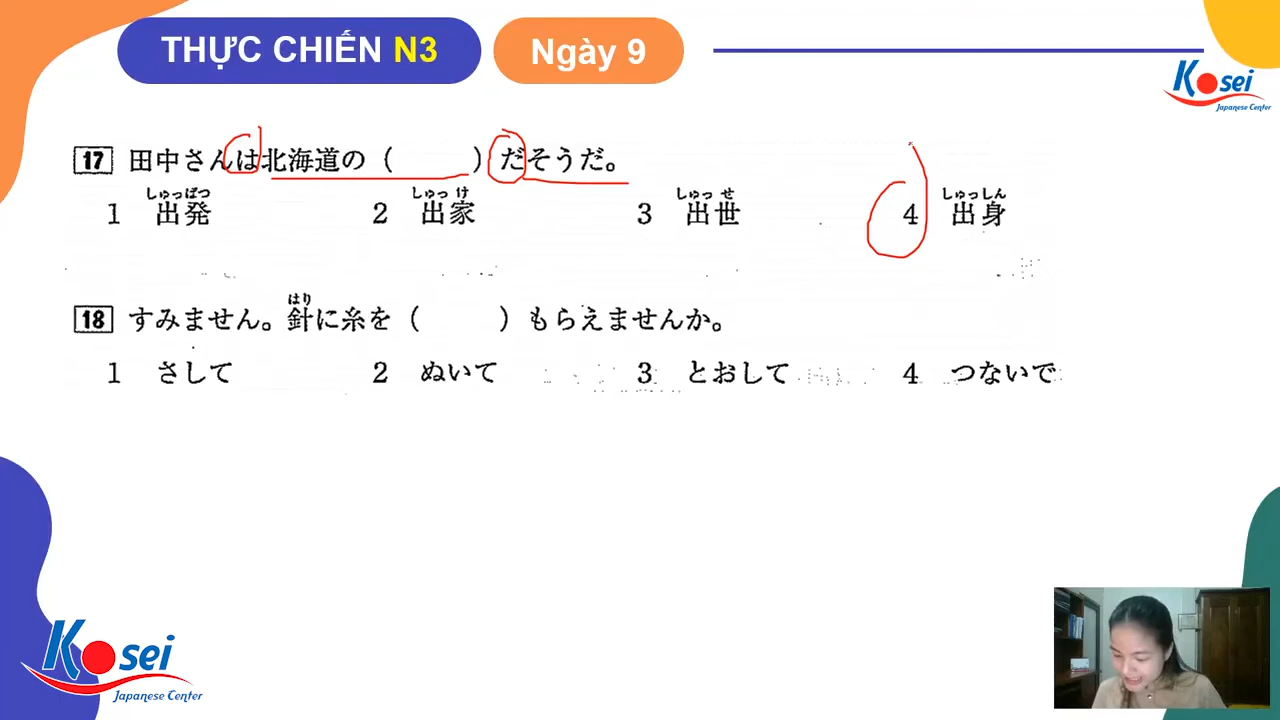 THỰC CHIẾN N3
Ngày 9
Kosei
Japanese Center
17 田中さんは北海道の( )だそうだ。
しゅっぱつ しゅっけ しゅっせ しゅっしん
1 出発 2 出家 3 出世 4 出身
はり
18 すみません。針に糸を( )もらえませんか。
1 さして 2 ぬいて 3 とおして 4 つないで
Kosei
Japanese Center